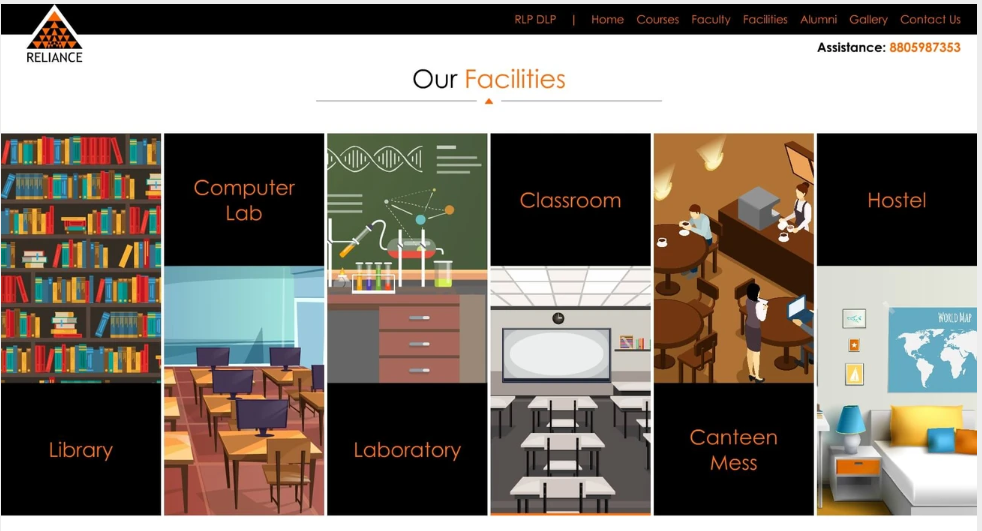 RLP DLP | Home Courses Faculty Facilities Alumni Gallery Contact Us
RELIANCE
Assistance: 8805987353
Our Facilities
Computer
Lab
Classroom
Hostel
WORLD MAP
Library
Laboratory
Canteen
Mess